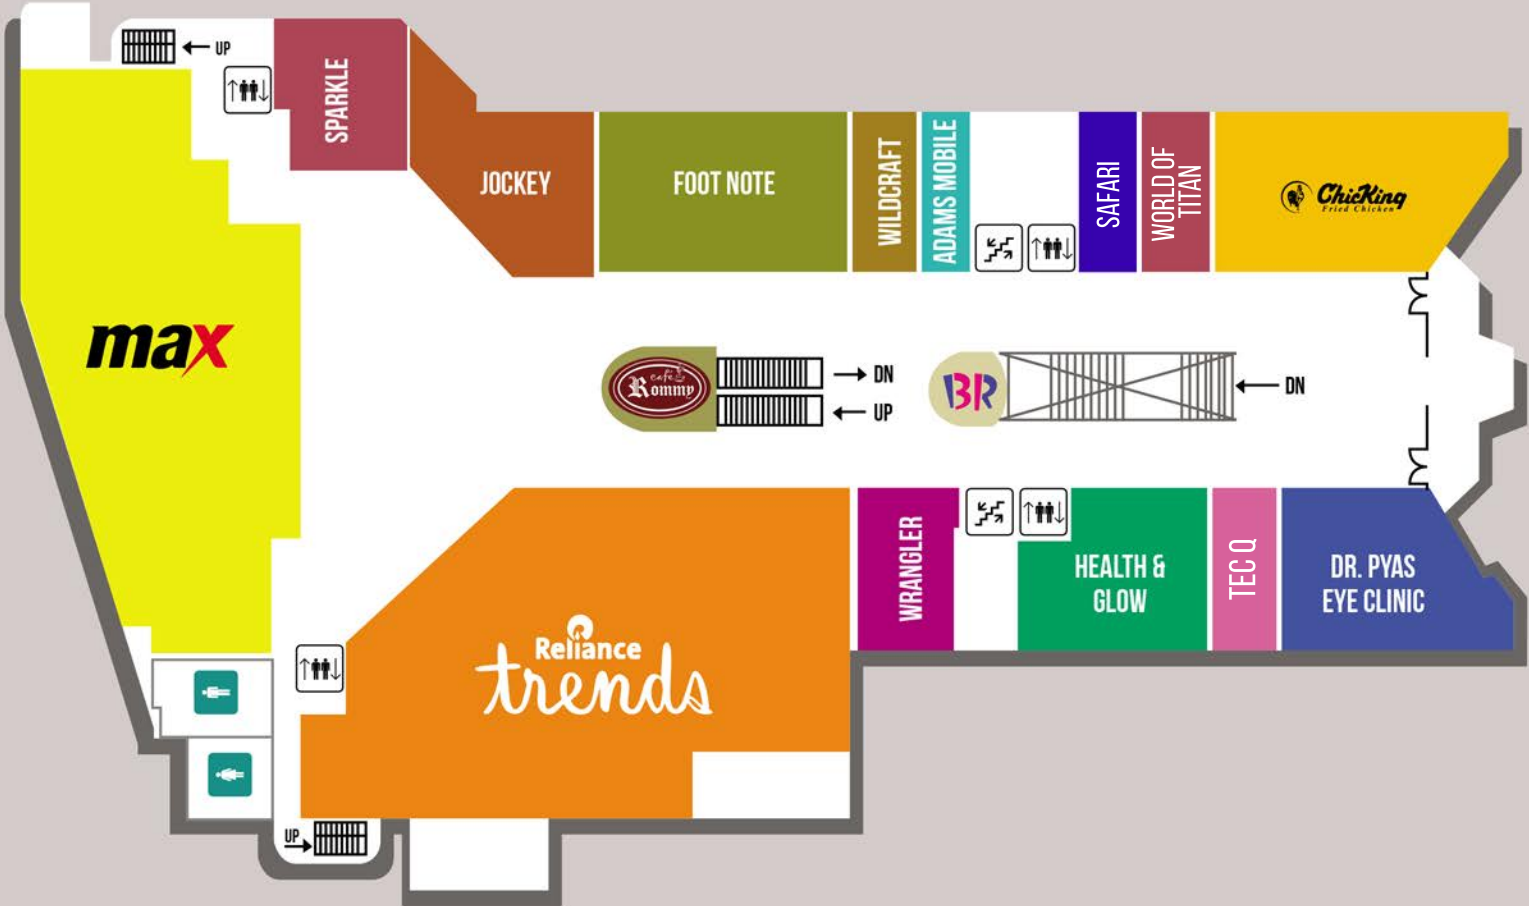 UP
SPARKLE
JOCKEY
FOOT NOTE
WILDCRAFT
ADAMS MOBILE
SAFARI
WORLD OF
TITAN
ChicKing
Fried Chicken
max
cafe
Rommy
DN
UP
BR
DN
Reliance
trends
WRANGLER
HEALTH &
GLOW
TEC Q
DR. PYAS
EYE CLINIC
UP